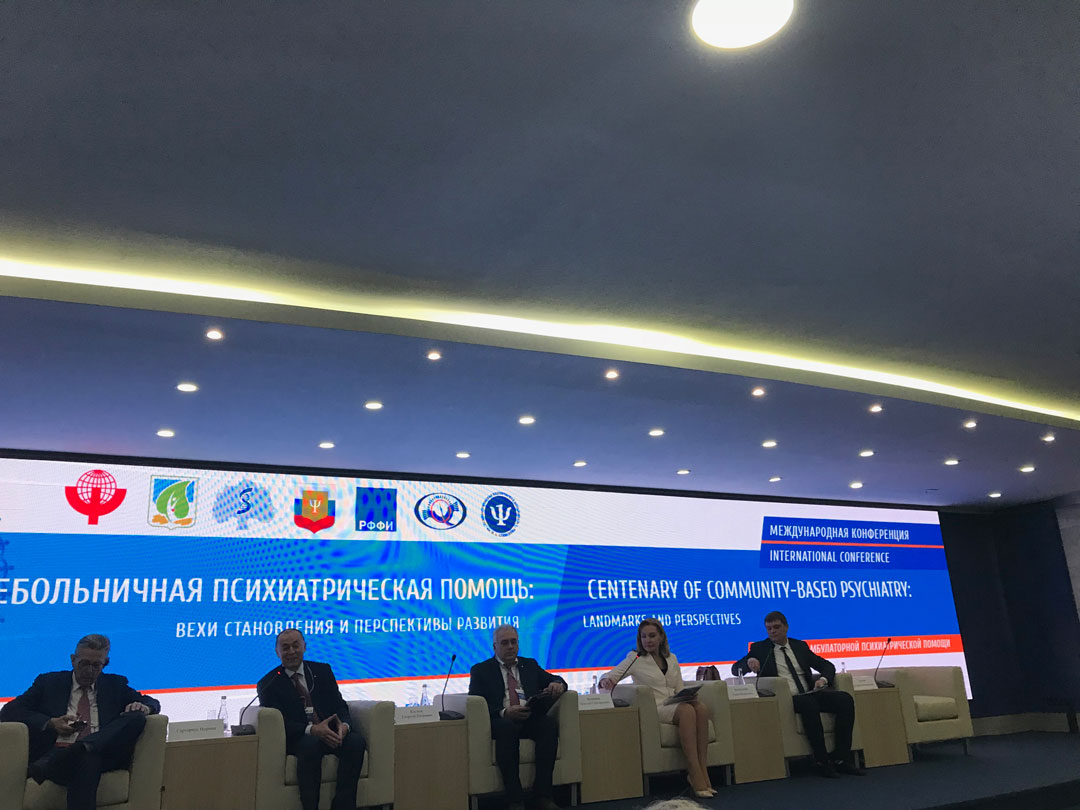 РФФИ
МЕЖДУНАРОДНАЯ КОНФЕРЕНЦИЯ
INTERNATIONAL CONFERENCE
ЕБОЛЬНИЧНАЯ ПСИХИАТРИЧЕСКАЯ ПОМОЩЬ:
ВЕХИ СТАНОВЛЕНИЯ И ПЕРСПЕКТИВЫ РАЗВИТИЯ
CENTENARY OF COMMUNITY-BASED PSYCHIATRY:
LANDMARKS AND PERSPECTIVES
МБУЛАТОРНОЙ ПСИХИАТРИЧЕСКОЙ ПОМОЩИ